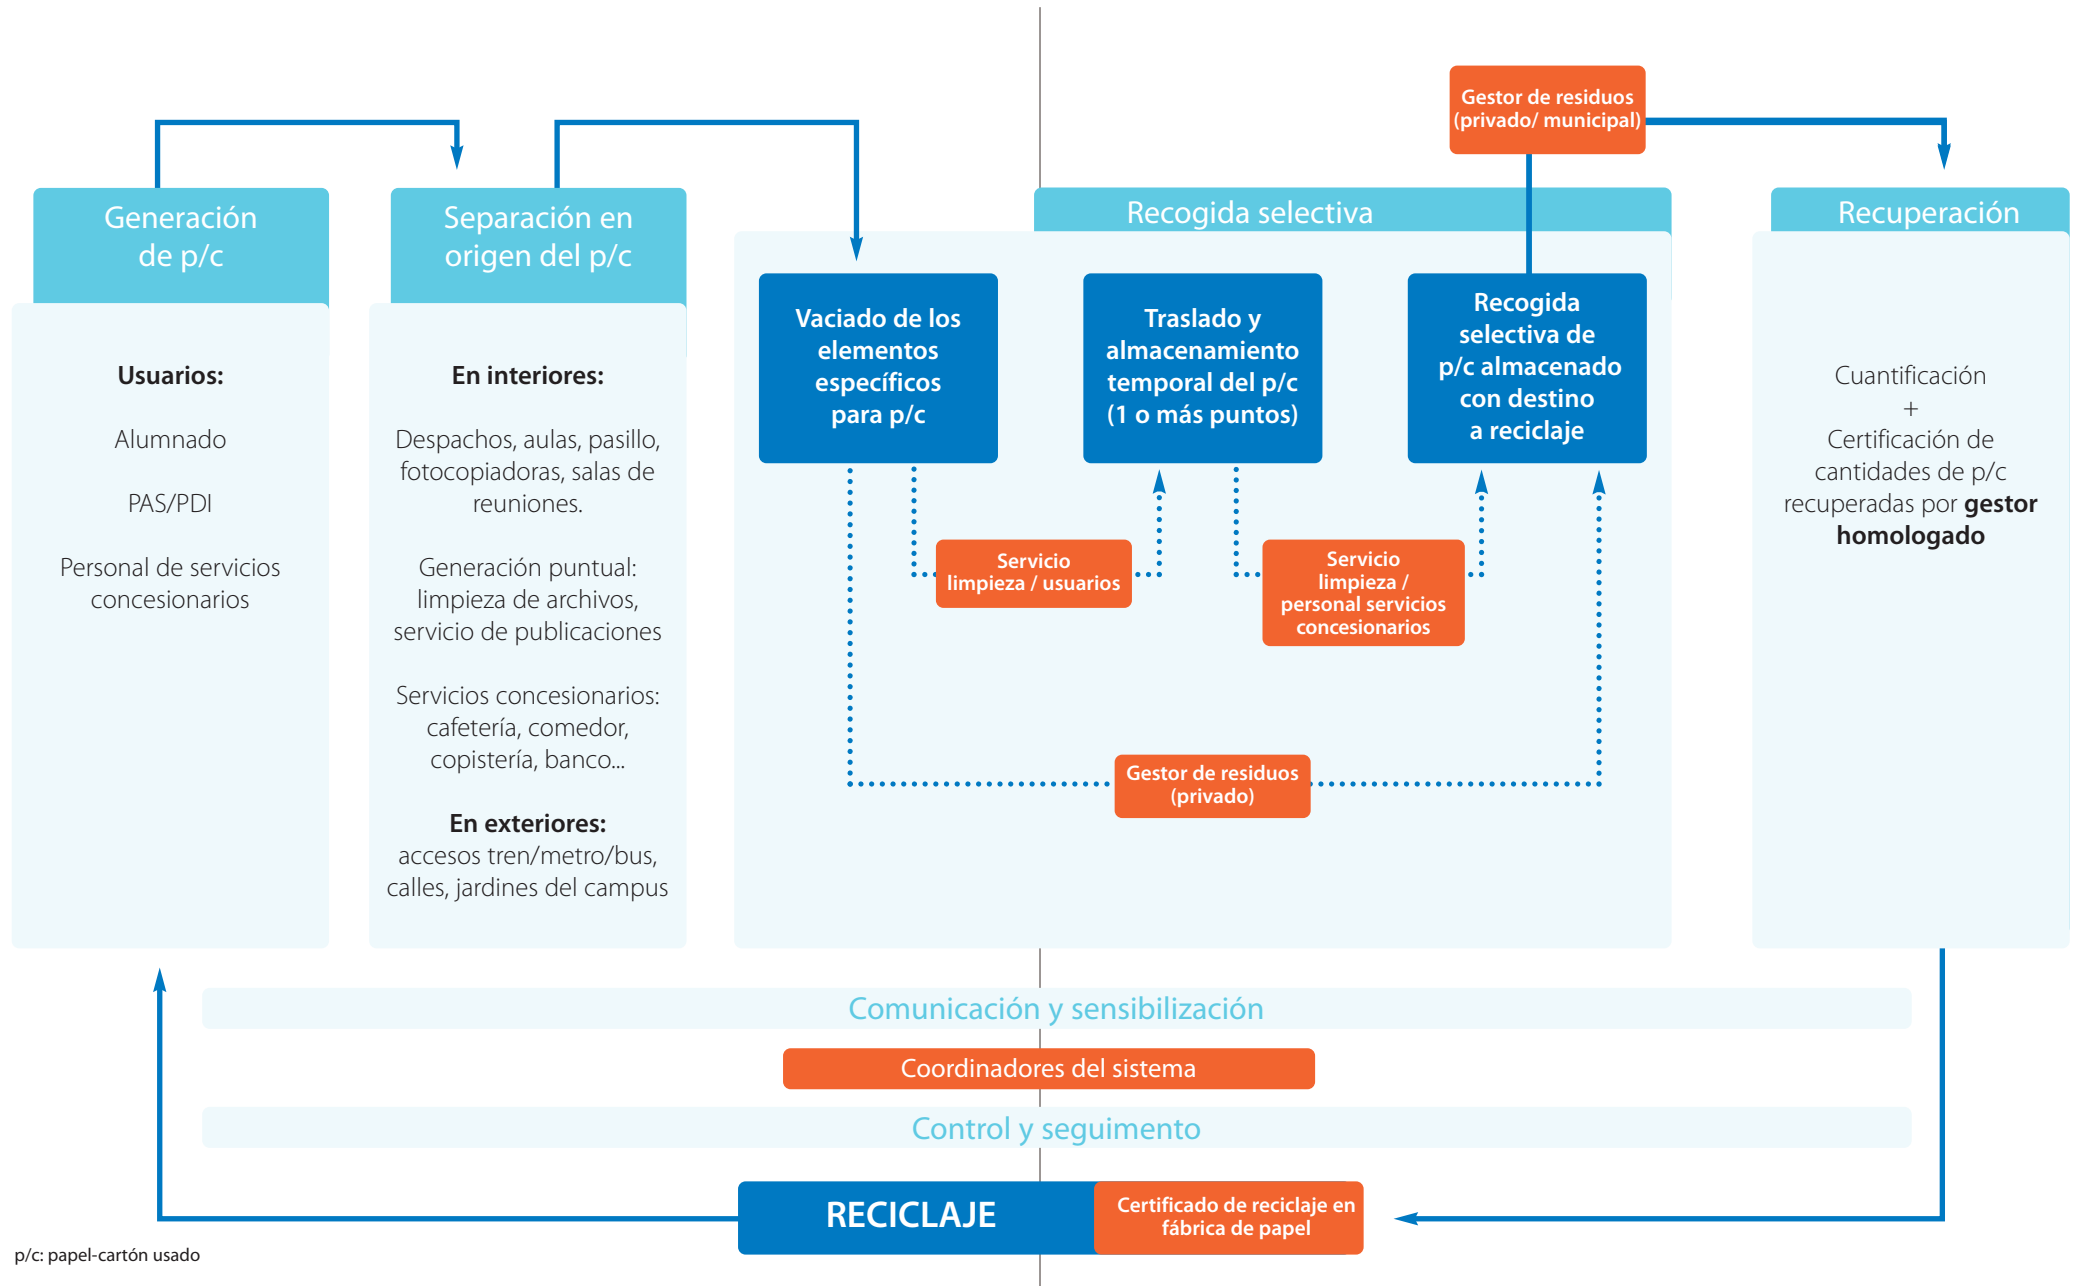 Gestor de residuos
(privado/ municipal)
Generación
de p/c
Usuarios:
Alumnado
PAS/PDI
Personal de servicios
concesionarios
Separación en
origen del p/c
En interiores:
Despachos, aulas, pasillo,
fotocopiadoras, salas de
reuniones.
Generación puntual:
limpieza de archivos,
servicio de publicaciones
Servicios concesionarios:
cafetería, comedor,
copistería, banco...
En exteriores:
accesos tren/metro/bus,
calles, jardines del campus
Recogida selectiva
Vaciado de los
elementos
específicos
para p/c
Traslado y
almacenamiento
temporal del p/c
(1 o más puntos)
Recogida
selectiva de
p/c almacenado
con destino
a reciclaje
Servicio
limpieza / usuarios
Servicio
limpieza /
personal servicios
concesionarios
Gestor de residuos
(privado)
Recuperación
Cuantificación
+
Certificación de
cantidades de p/c
recuperadas por gestor
homologado
Comunicación y sensibilización
Coordinadores del sistema
Control y seguimento
RECICLAJE
Certificado de reciclaje en
fábrica de papel
p/c: papel-cartón usado